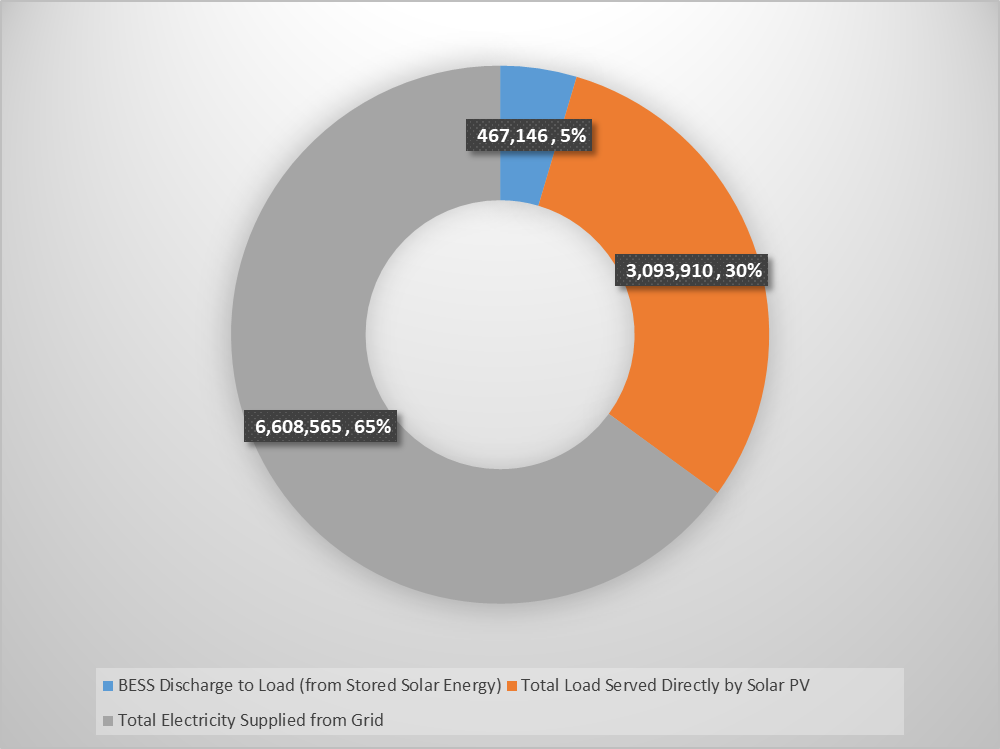 467,146 , 5%
3,093,910 , 30%
6,608,565 , 65%
BESS Discharge to Load (from Stored Solar Energy) Total Load Served Directly by Solar PV
Total Electricity Supplied from Grid